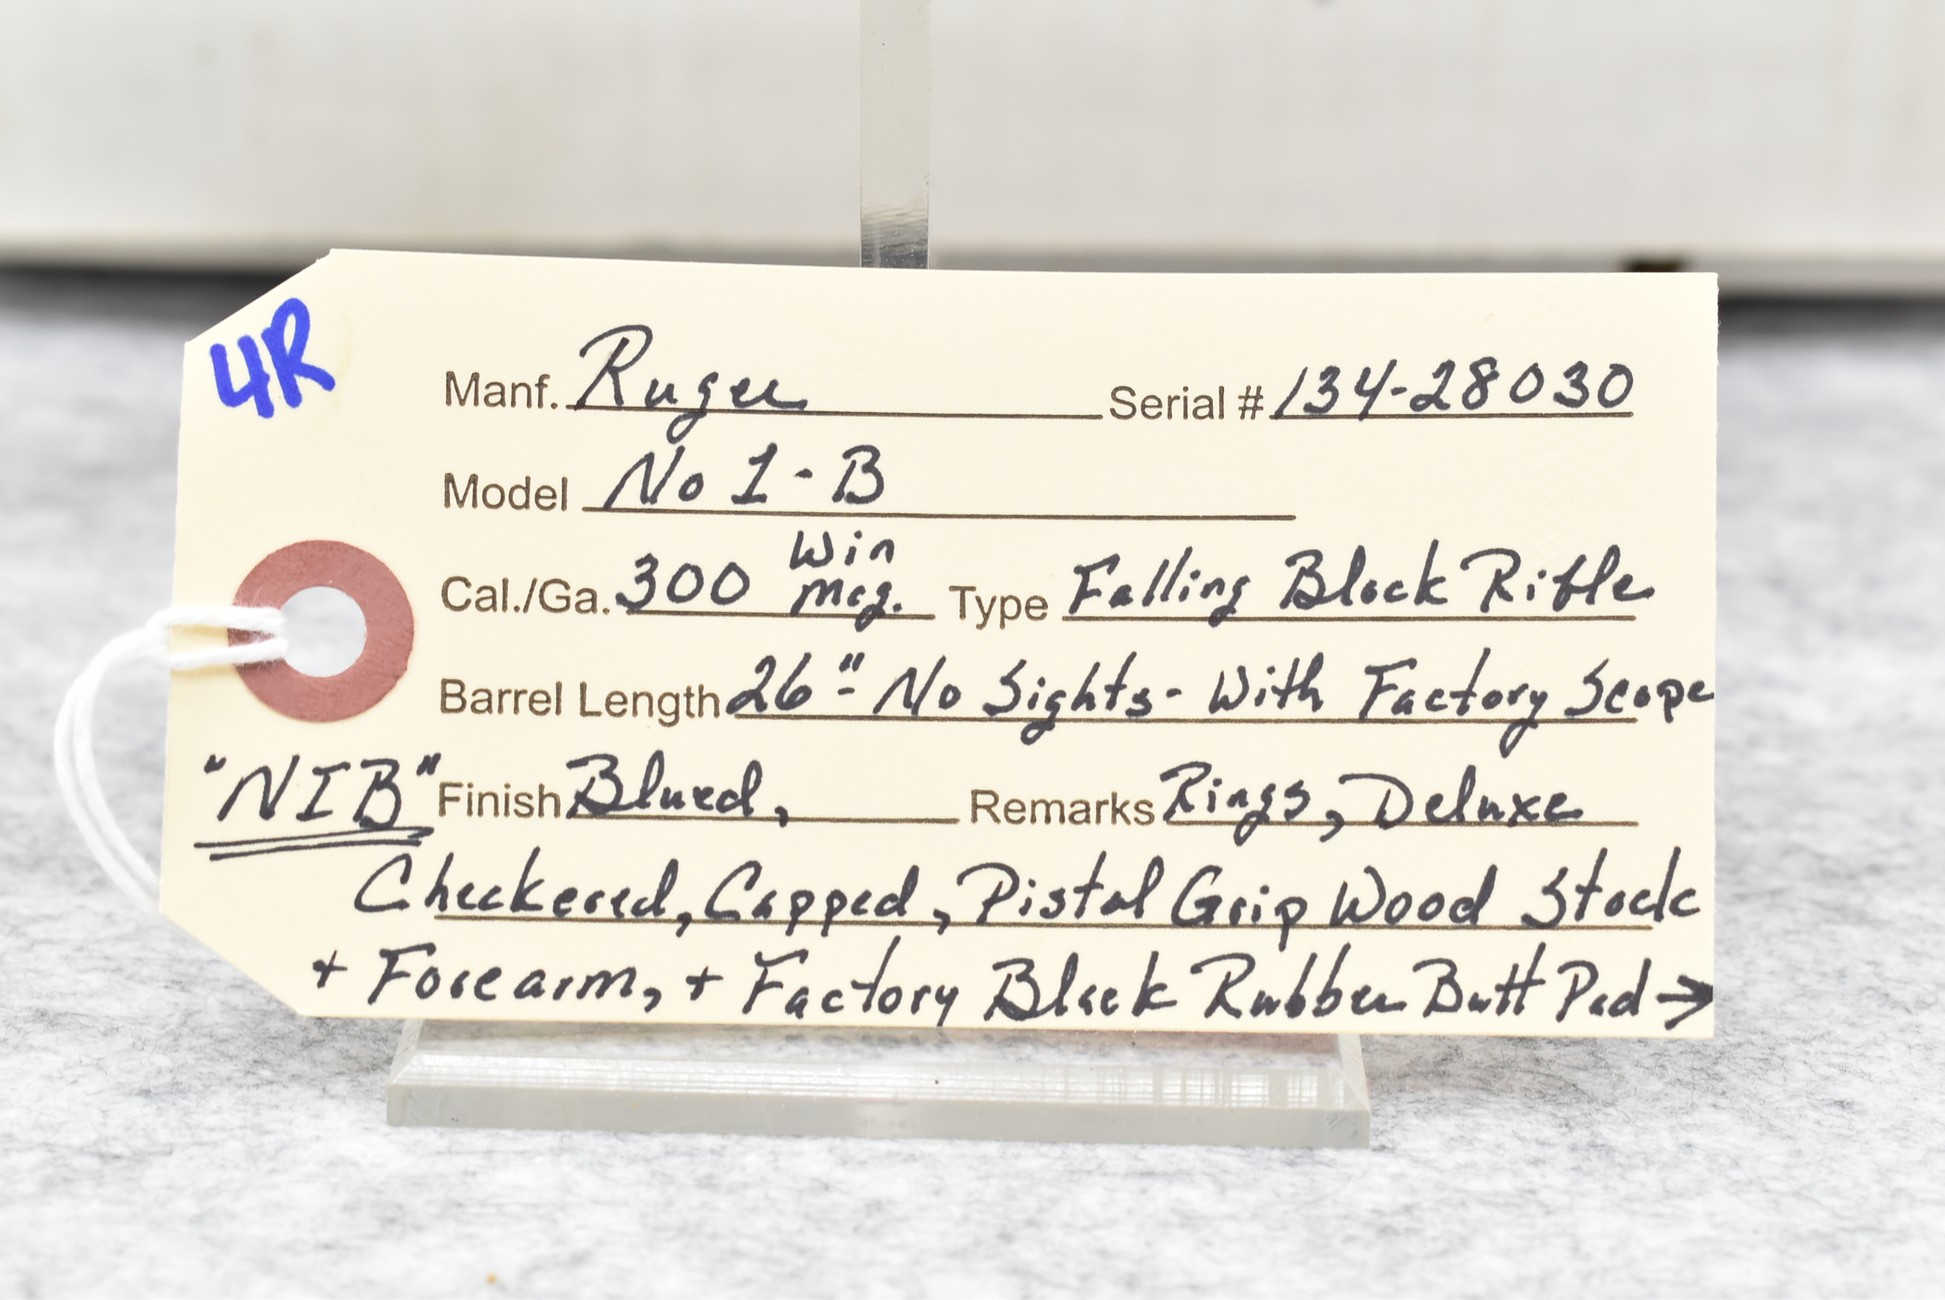 4R
Manf. Ruger Serial # 134-28030
Model No 1-B
Cal./Ga. 300 Win Mag. Type Falling Block Rifle
Barrel Length 26" - No Sights - With Factory Scope
"NIB" Finish Blued, Remarks Rings, Deluxe
Checkered, Capped, Pistol Grip Wood Stock
+ Forearm, + Factory Black Rubber Butt Pad →